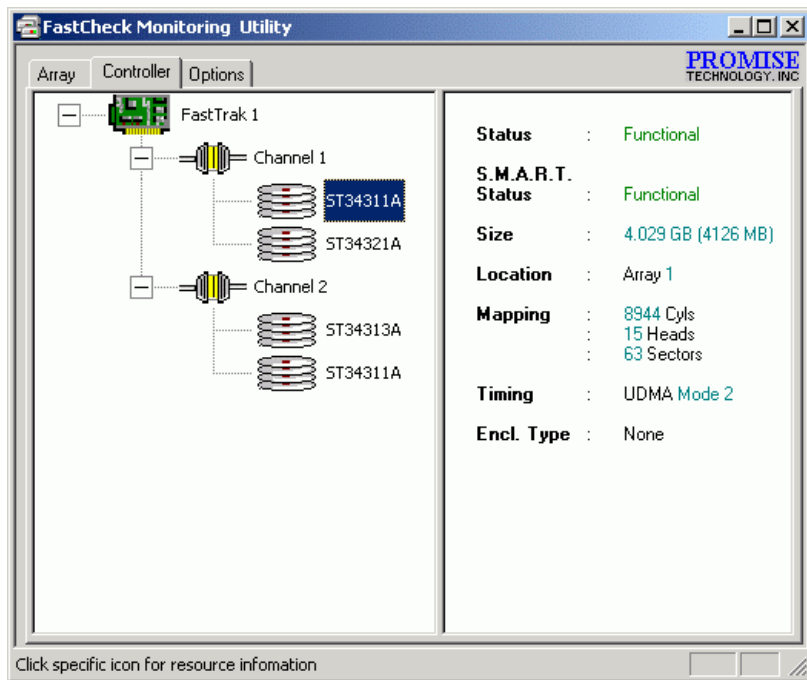 FastCheck Monitoring Utility
PROMISE
TECHNOLOGY, INC
Array Controller Options
FastTrak 1
Channel 1
ST34311A
ST34321A
Channel 2
ST34313A
ST34311A
Status : Functional
S.M.A.R.T.
Status : Functional
Size : 4.029 GB (4126 MB)
Location : Array 1
Mapping : 8944 Cyls
: 15 Heads
: 63 Sectors
Timing : UDMA Mode 2
Encl. Type : None
Click specific icon for resource infomation